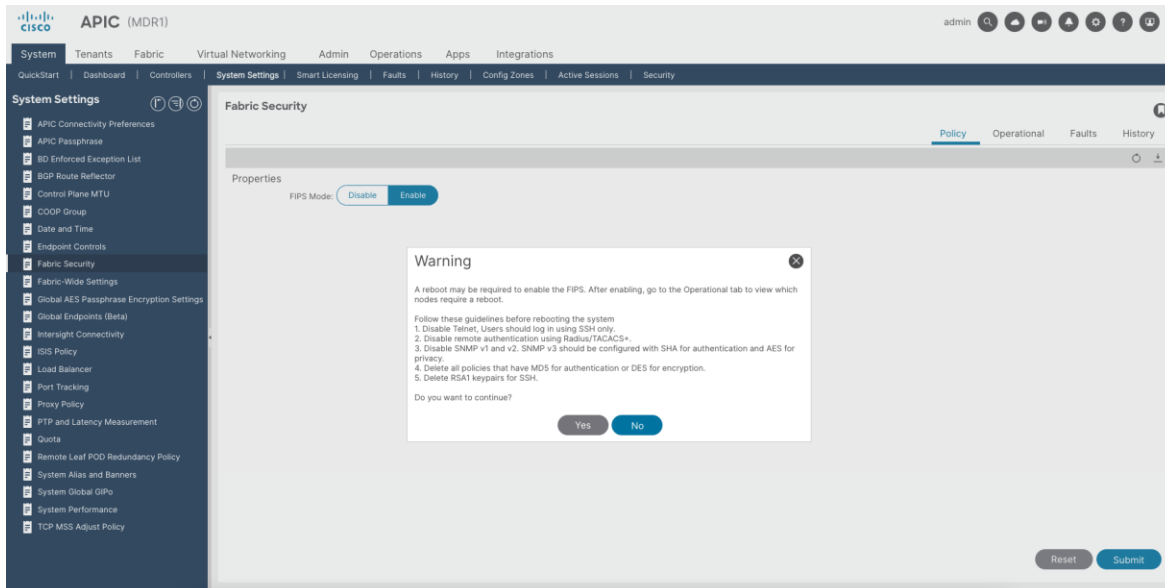 CISCO
APIC (MDR1)
admin
System Tenants Fabric Virtual Networking Admin Operations Apps Integrations
QuickStart | Dashboard | Controllers | System Settings | Smart Licensing | Faults | History | Config Zones | Active Sessions | Security
System Settings
APIC Connectivity Preferences
APIC Passphrase
BD Enforced Exception List
BGP Route Reflector
Control Plane MTU
COOP Group
Date and Time
Endpoint Controls
Fabric Security
Fabric-Wide Settings
Global AES Passphrase Encryption Settings
Global Endpoints (Beta)
Intersight Connectivity
ISIS Policy
Load Balancer
Port Tracking
Proxy Policy
PTP and Latency Measurement
Quota
Remote Leaf POD Redundancy Policy
System Alias and Banners
System Global GIPo
System Performance
TCP MSS Adjust Policy
Fabric Security
Policy Operational Faults History
Properties
FIPS Mode: Disable Enable
Warning
A reboot may be required to enable the FIPS. After enabling, go to the Operational tab to view which
nodes require a reboot.
Follow these guidelines before rebooting the system
1. Disable Telnet, Users should log in using SSH only.
2. Disable remote authentication using Radius/TACACS+.
3. Disable SNMP v1 and v2. SNMP v3 should be configured with SHA for authentication and AES for
privacy.
4. Delete all policies that have MD5 for authentication or DES for encryption.
5. Delete RSA1 keypairs for SSH.
Do you want to continue?
Yes No
Reset Submit